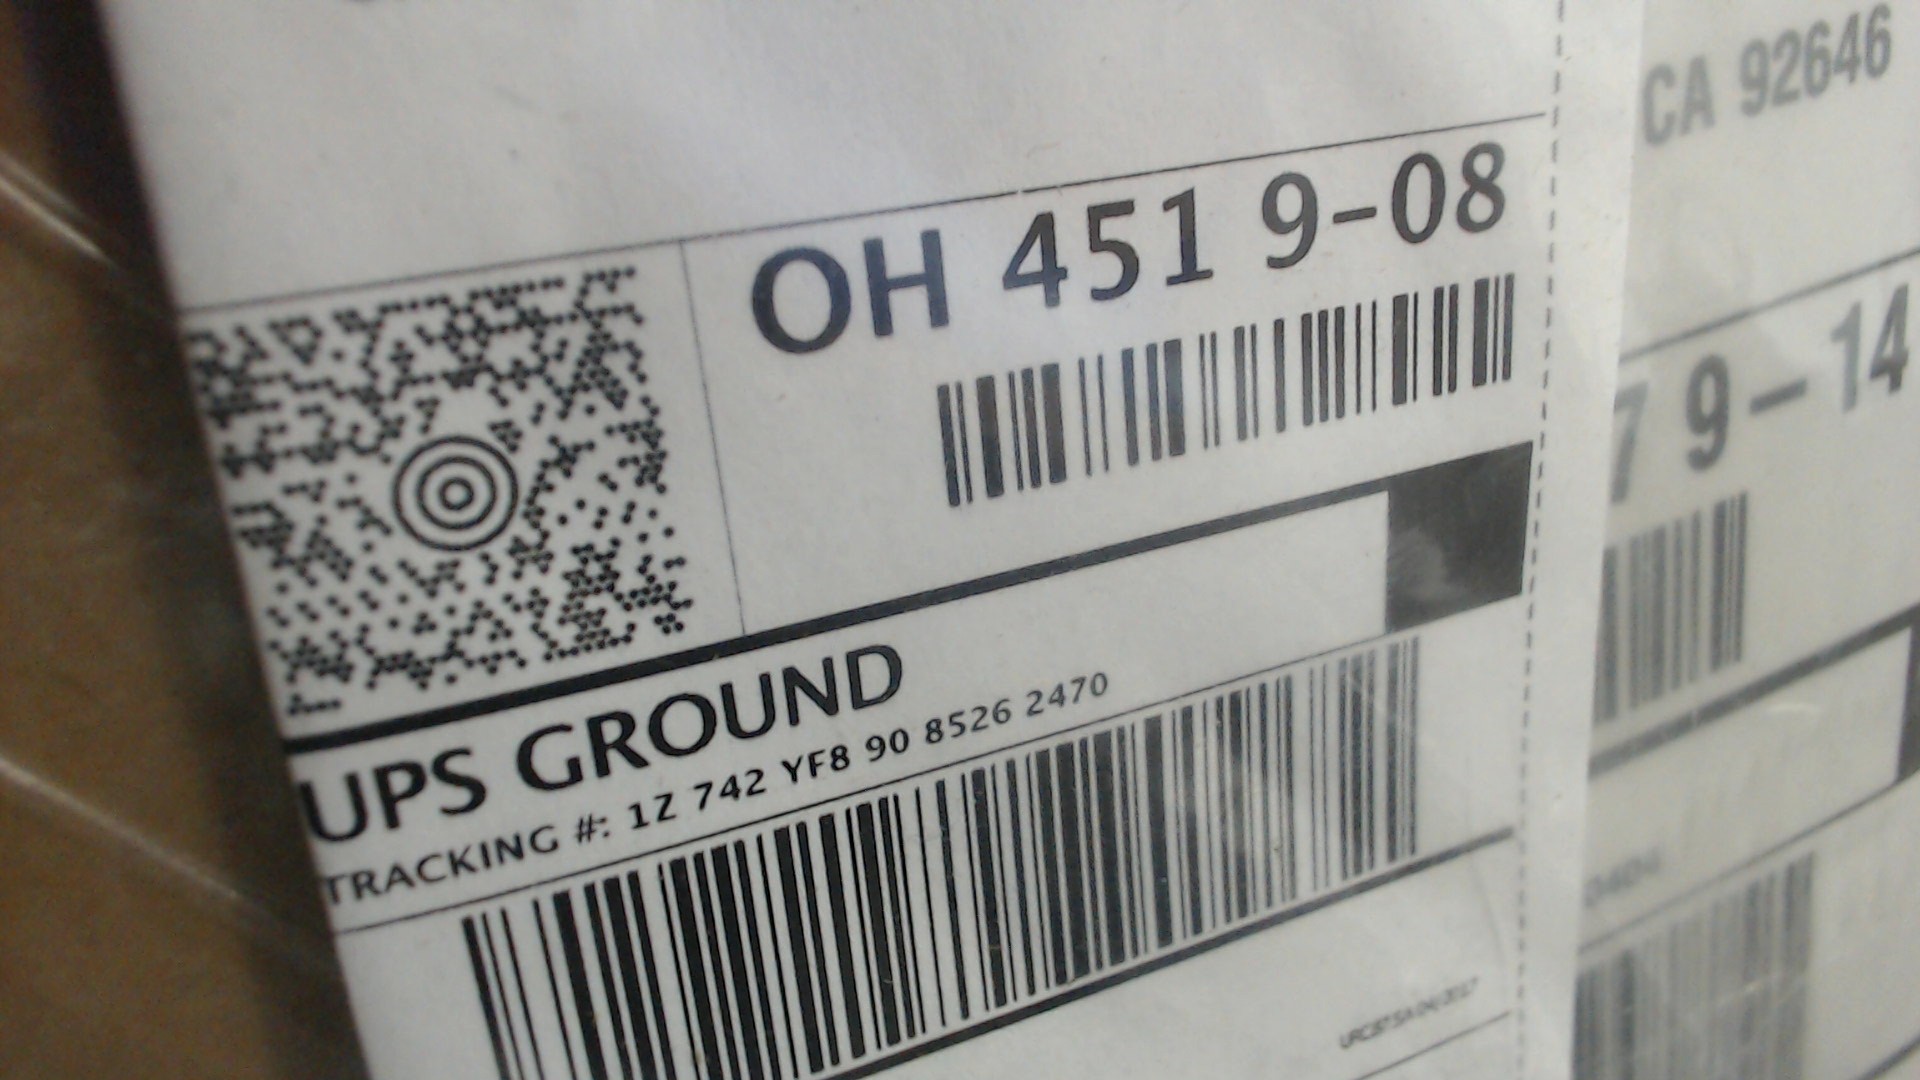 OH 451 9-08
UPS GROUND
TRACKING #: 1Z 742 YF8 90 8526 2470
CA 92646
7 9-14